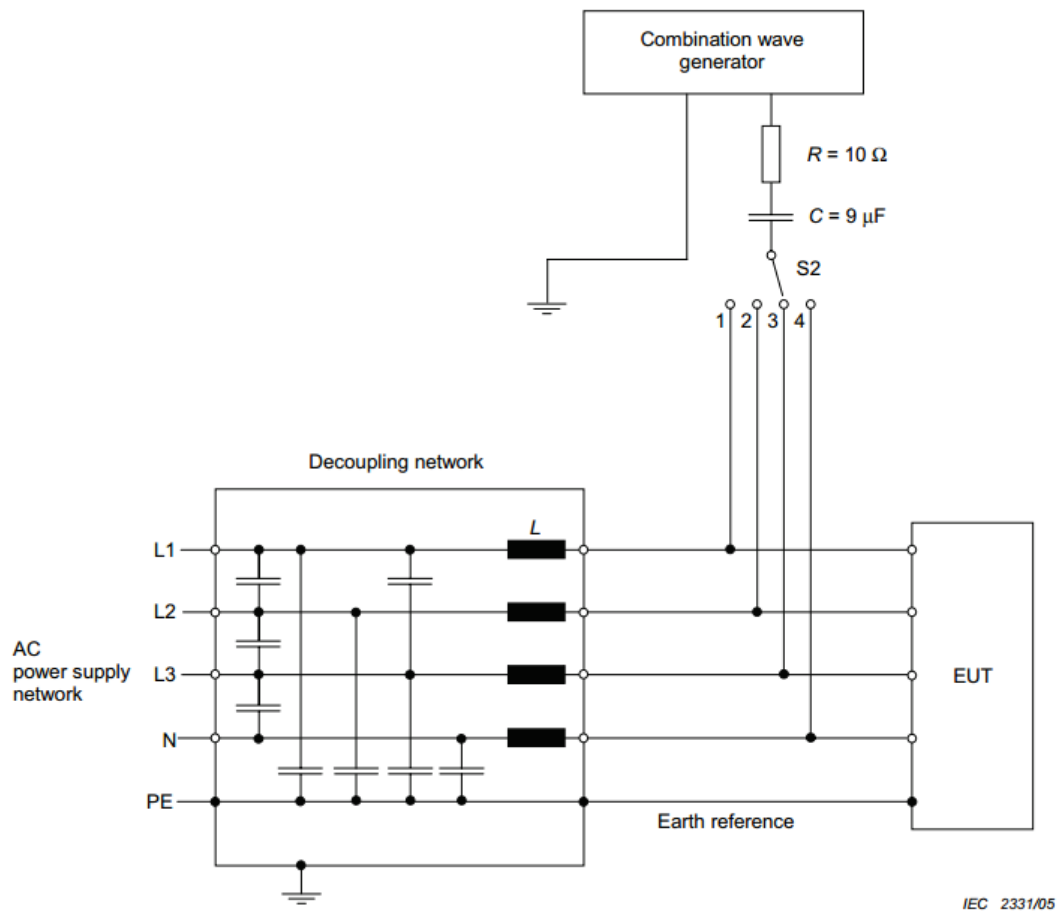 Combination wave
generator
R = 10 Ω
C = 9 μF
S2
1 2 3 4
Decoupling network
L
L1
L2
L3
N
PE
AC
power supply
network
EUT
Earth reference
IEC 2331/05